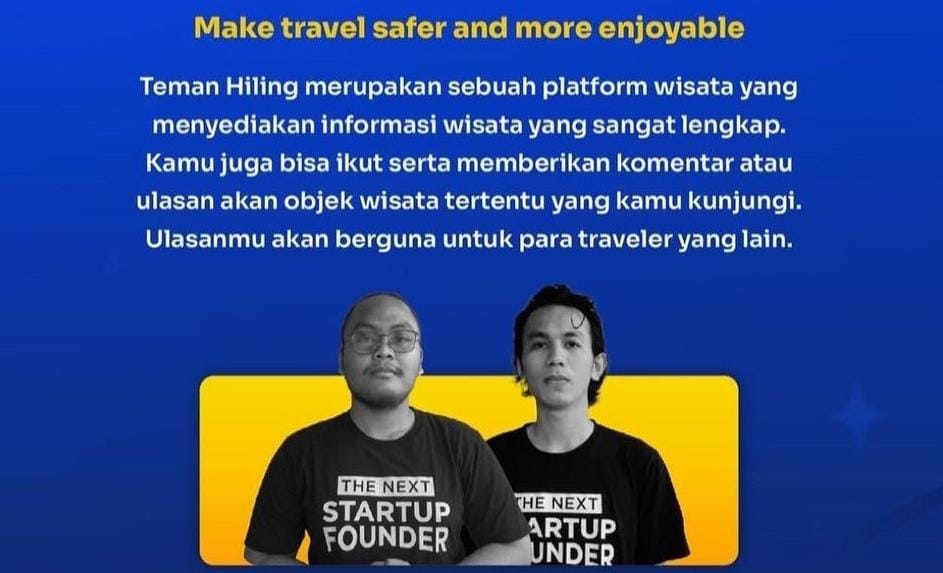 Make travel safer and more enjoyable
Teman Hiling merupakan sebuah platform wisata yang
menyediakan informasi wisata yang sangat lengkap.
Kamu juga bisa ikut serta memberikan komentar atau
ulasan akan objek wisata tertentu yang kamu kunjungi.
Ulasanmu akan berguna untuk para traveler yang lain.
THE NEXT
STARTUP
FOUNDER
THE NEXT
ARTUP
UNDER